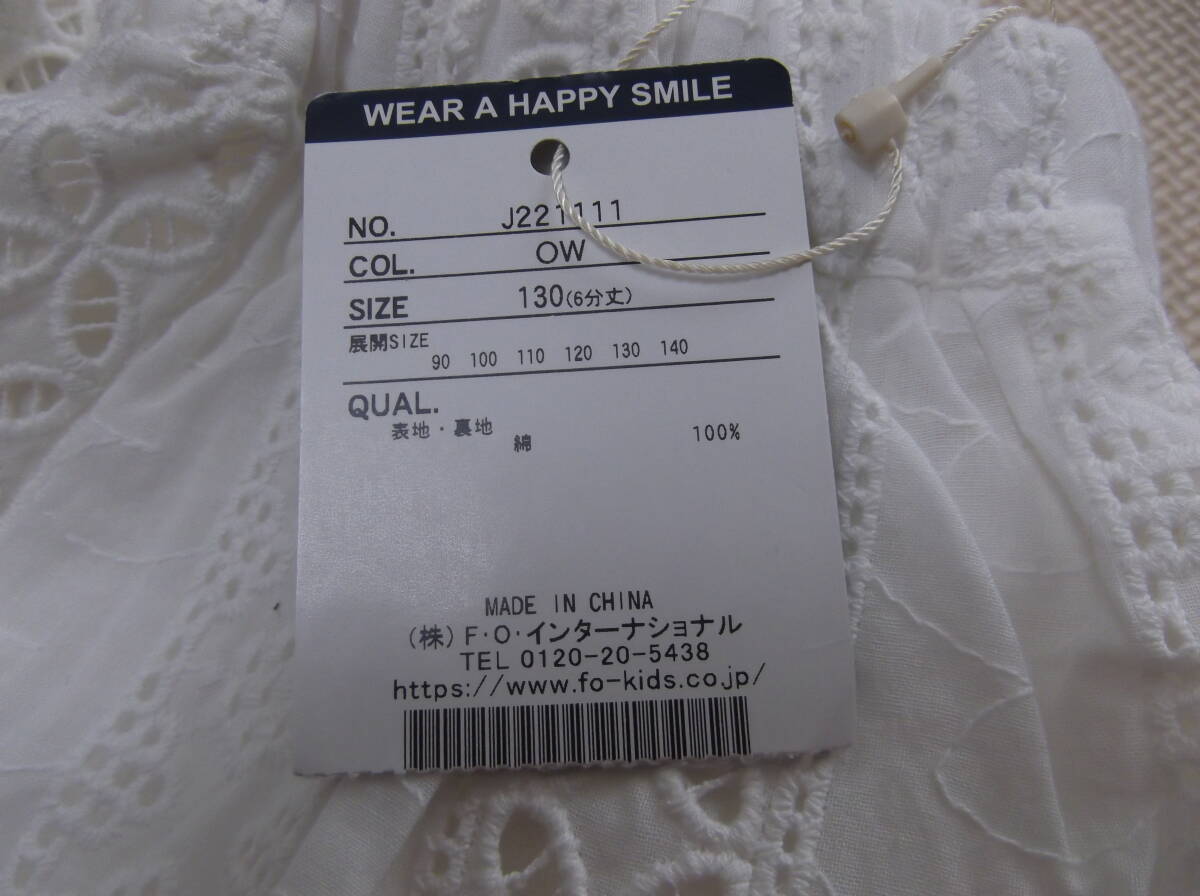 WEAR A HAPPY SMILE
NO. J221111
COL. OW
SIZE 130(6分丈)
展開SIZE
90 100 110 120 130 140
QUAL.
表地・裏地
綿 100%
MADE IN CHINA
(株)F・O・インターナショナル
TEL 0120-20-5438
https://www.fo-kids.co.jp/